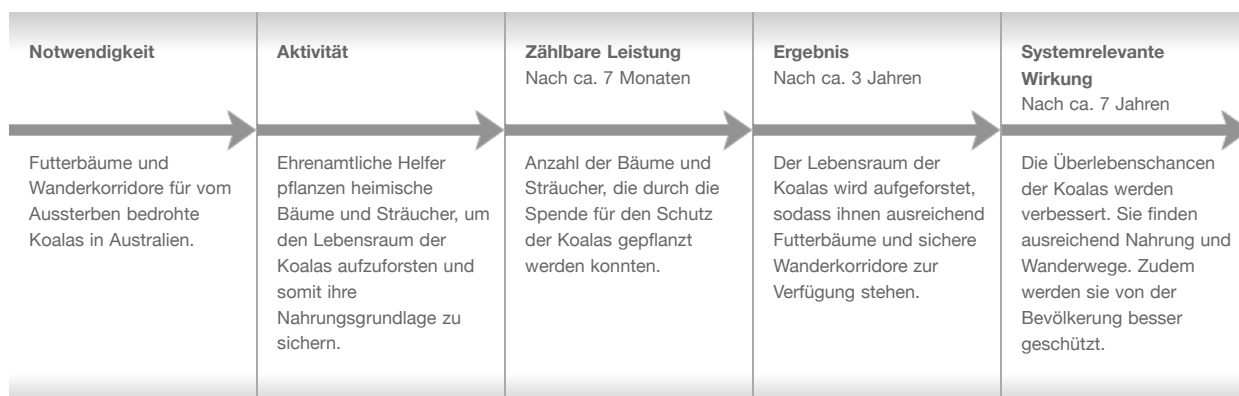 Notwendigkeit
Futterbäume und
Wanderkorridore für vom
Aussterben bedrohte
Koalas in Australien.
Aktivität
Ehrenamtliche Helfer
pflanzen heimische
Bäume und Sträucher, um
den Lebensraum der
Koalas aufzuforsten und
somit ihre
Nahrungsgrundlage zu
sichern.
Zählbare Leistung
Nach ca. 7 Monaten
Anzahl der Bäume und
Sträucher, die durch die
Spende für den Schutz
der Koalas gepflanzt
werden konnten.
Ergebnis
Nach ca. 3 Jahren
Der Lebensraum der
Koalas wird aufgeforstet,
sodass ihnen ausreichend
Futterbäume und sichere
Wanderkorridore zur
Verfügung stehen.
Systemrelevante
Wirkung
Nach ca. 7 Jahren
Die Überlebenschancen
der Koalas werden
verbessert. Sie finden
ausreichend Nahrung und
Wanderwege. Zudem
werden sie von der
Bevölkerung besser
geschützt.